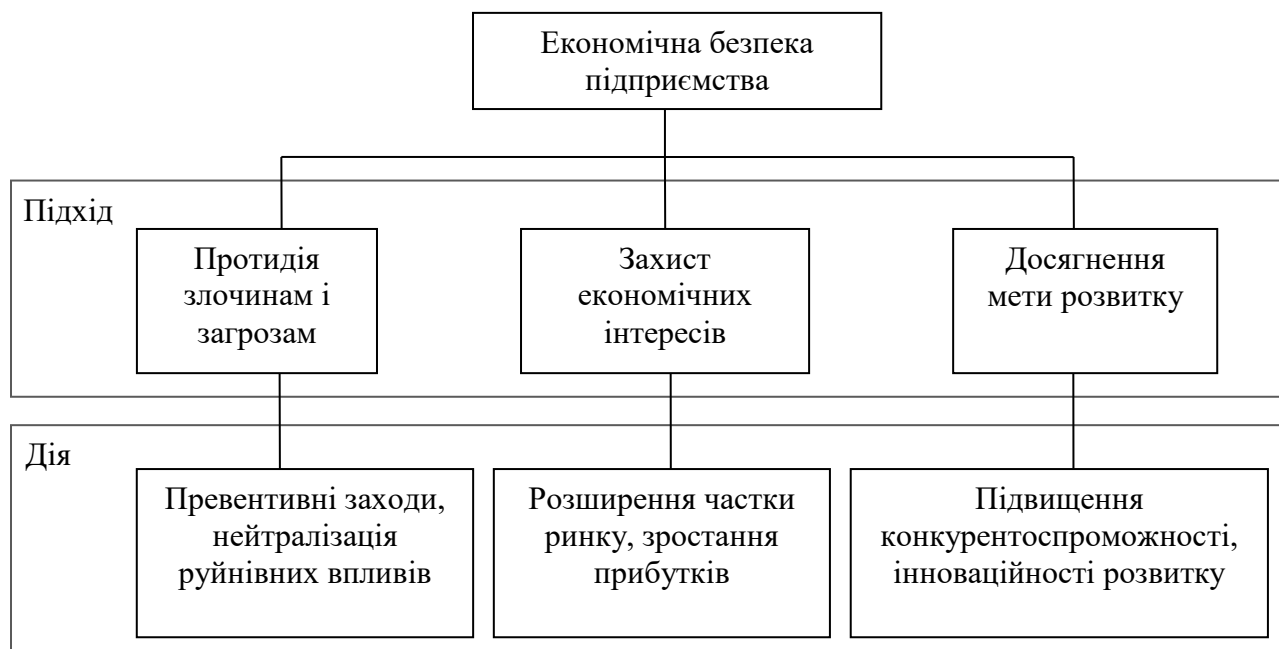 Економічна безпека
підприємства
Підхід
Протидія
злочинам і
загрозам
Захист
економічних
інтересів
Досягнення
мети розвитку
Дія
Превентивні заходи,
нейтралізація
руйнівних впливів
Розширення частки
ринку, зростання
прибутків
Підвищення
конкурентоспроможності,
інноваційності розвитку